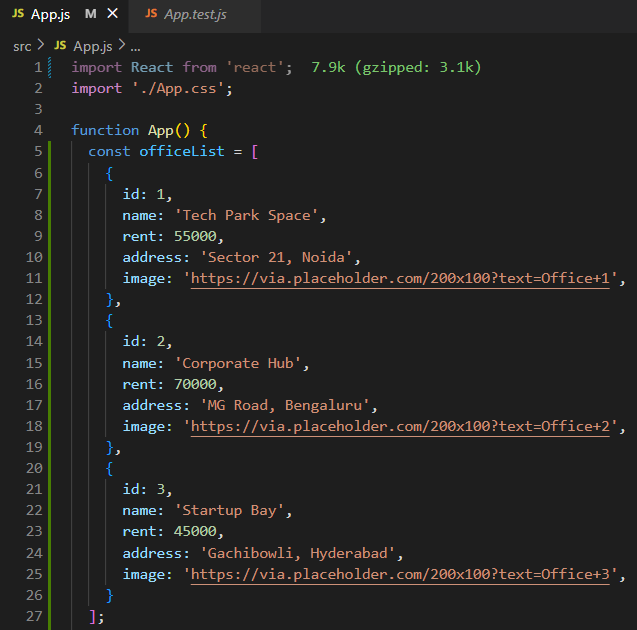 JS App.js M ×
JS App.test.js
src > JS App.js > ...
1 import React from 'react'; 7.9k (gzipped: 3.1k)
2 import './App.css';
3
4 function App() {
5 const officeList = [
6 {
7 id: 1,
8 name: 'Tech Park Space',
9 rent: 55000,
10 address: 'Sector 21, Noida',
11 image: 'https://via.placeholder.com/200x100?text=Office+1',
12 },
13 {
14 id: 2,
15 name: 'Corporate Hub',
16 rent: 70000,
17 address: 'MG Road, Bengaluru',
18 image: 'https://via.placeholder.com/200x100?text=Office+2',
19 },
20 {
21 id: 3,
22 name: 'Startup Bay',
23 rent: 45000,
24 address: 'Gachibowli, Hyderabad',
25 image: 'https://via.placeholder.com/200x100?text=Office+3',
26 }
27 ];